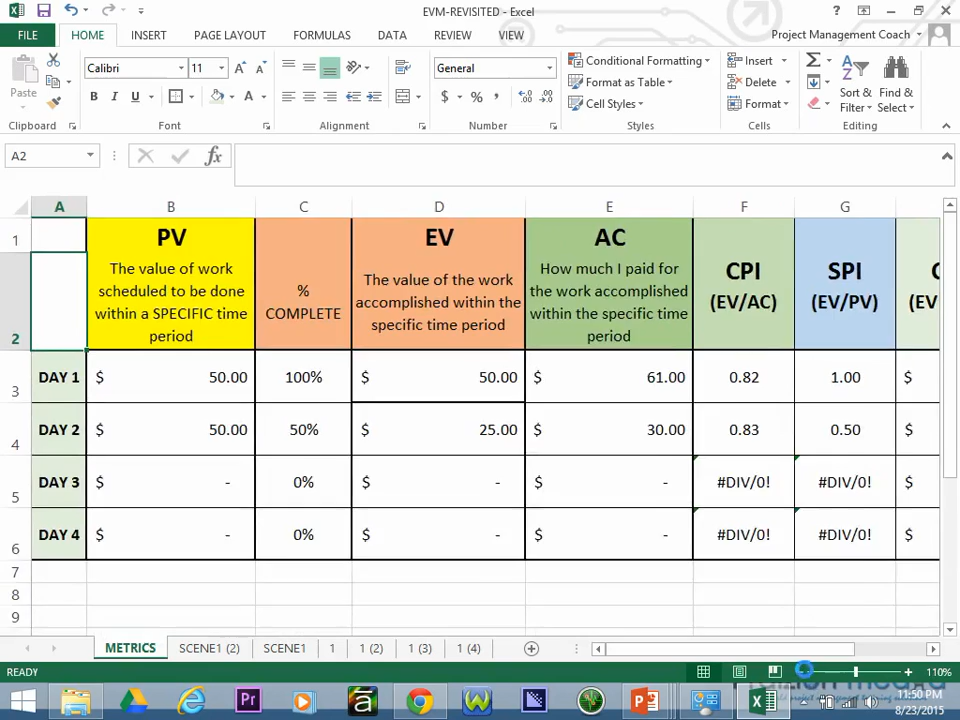 EVM-REVISITED - Excel
?
FILE HOME INSERT PAGE LAYOUT FORMULAS DATA REVIEW VIEW Project Management Coach
Paste
Calibri 11
B I U
General
$ % ,
Conditional Formatting
Format as Table
Cell Styles
Insert
Delete
Format
Sort & Filter
Find & Select
Clipboard Font Alignment Number Styles Cells Editing
A2 fx
A B C D E F G
1 2 3 4 5 6 7 8 9
PV
The value of work
scheduled to be done
within a SPECIFIC time
period
%
COMPLETE
EV
The value of the work
accomplished within the
specific time period
AC
How much I paid for
the work accomplished
within the specific time
period
CPI
(EV/AC)
SPI
(EV/PV)
(EV
DAY 1 $ 50.00 100% $ 50.00 $ 61.00 0.82 1.00 $
DAY 2 $ 50.00 50% $ 25.00 $ 30.00 0.83 0.50 $
DAY 3 $ - 0% $ - $ - #DIV/0! #DIV/0! $
DAY 4 $ - 0% $ - $ - #DIV/0! #DIV/0! $
METRICS SCENE1 (2) SCENE1 1 1 (2) 1 (3) 1 (4)
READY 110%
11:50 PM
8/23/2015